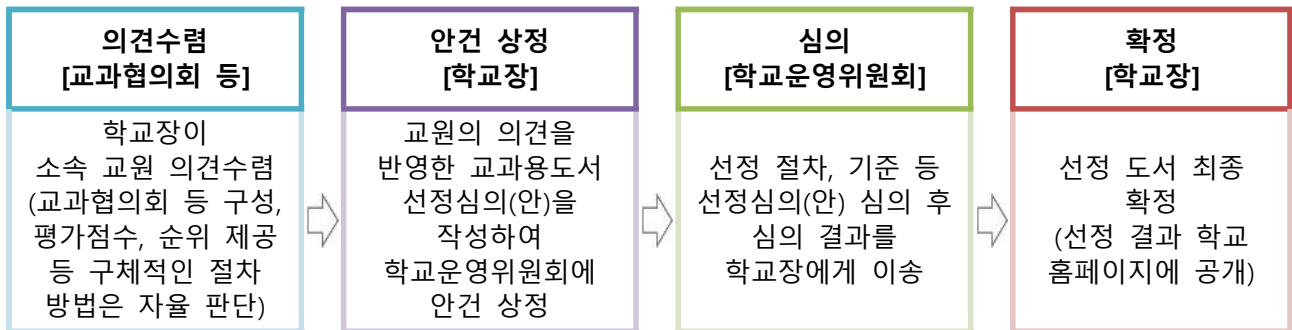 의견수렴
[교과협의회 등]
학교장이
소속 교원 의견수렴
(교과협의회 등 구성,
평가점수, 순위 제공
등 구체적인 절차
방법은 자율 판단)
안건 상정
[학교장]
교원의 의견을
반영한 교과용도서
선정심의(안)을
작성하여
학교운영위원회에
안건 상정
심의
[학교운영위원회]
선정 절차, 기준 등
선정심의(안) 심의 후
심의 결과를
학교장에게 이송
확정
[학교장]
선정 도서 최종
확정
(선정 결과 학교
홈페이지에 공개)